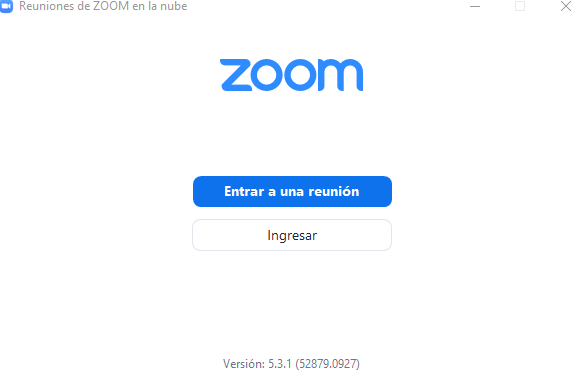 Reuniones de ZOOM en la nube
zoom
Entrar a una reunión
Ingresar
Versión: 5.3.1 (52879.0927)